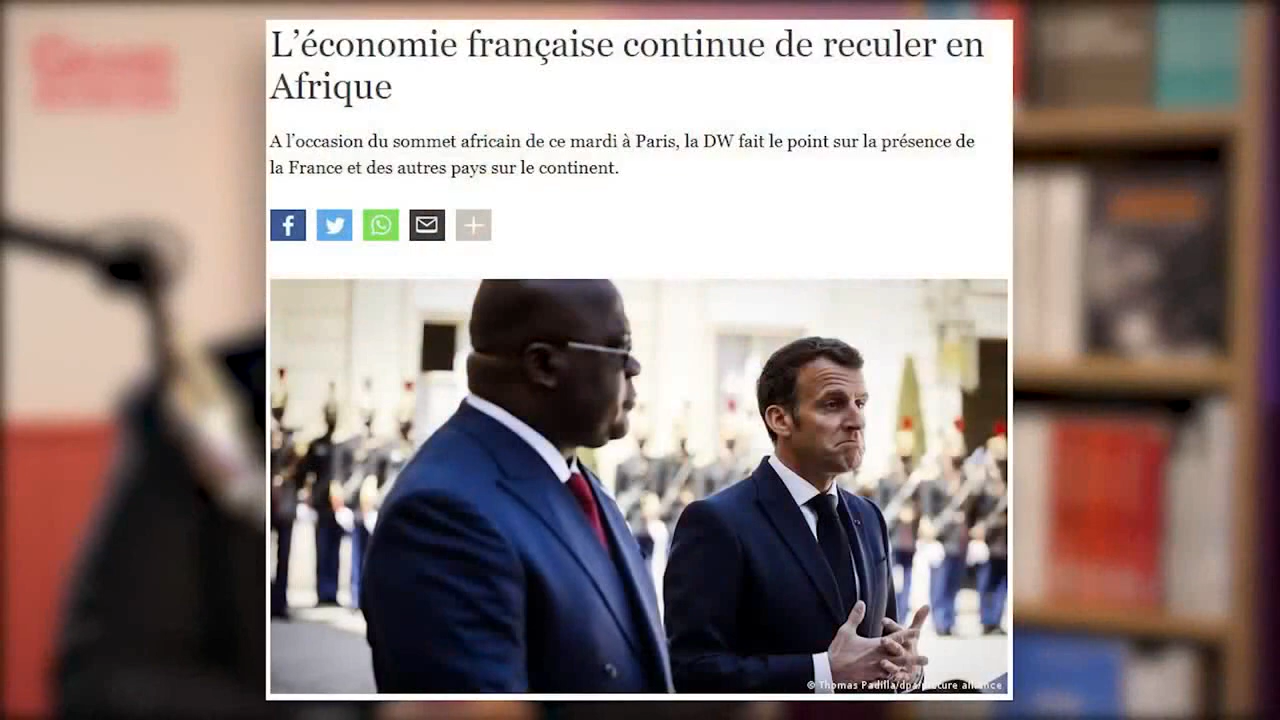 L’économie française continue de reculer en
Afrique
A l’occasion du sommet africain de ce mardi à Paris, la DW fait le point sur la présence de
la France et des autres pays sur le continent.
© Thomas Padilla/dpa/picture alliance